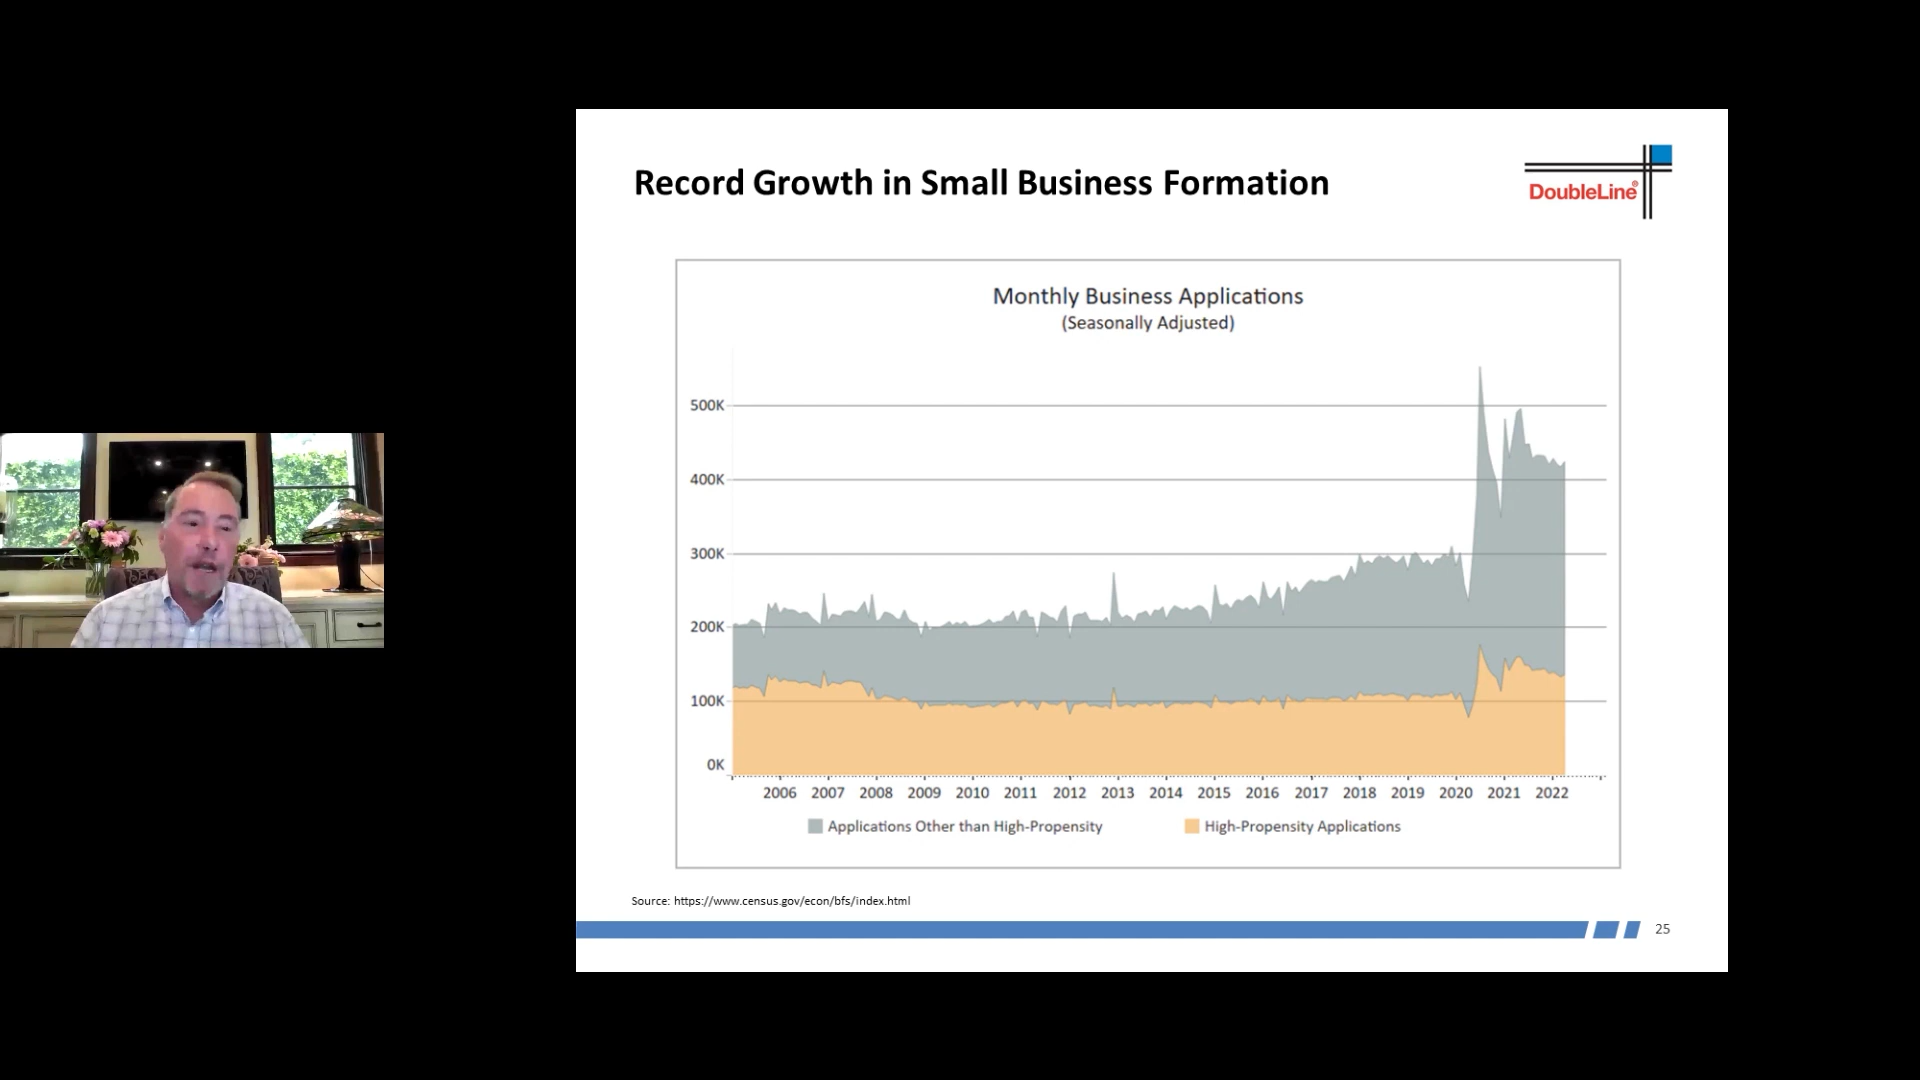 Record Growth in Small Business Formation
DoubleLine®
Monthly Business Applications
(Seasonally Adjusted)
500K
400K
300K
200K
100K
0K
2006 2007 2008 2009 2010 2011 2012 2013 2014 2015 2016 2017 2018 2019 2020 2021 2022
Applications Other than High-Propensity High-Propensity Applications
Source: https://www.census.gov/econ/bfs/index.html
25